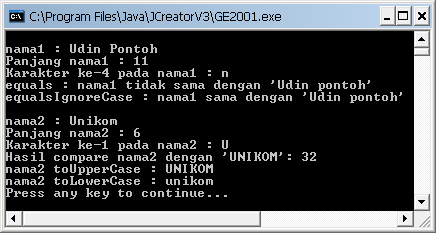 C:\Program Files\Java\JCreatorV3\GE2001.exe
nama1 : Udin Pontoh
Panjang nama1 : 11
Karakter ke-4 pada nama1 : n
equals : nama1 tidak sama dengan 'Udin pontoh'
equalsIgnoreCase : nama1 sama dengan 'Udin pontoh'
nama2 : Unikom
Panjang nama2 : 6
Karakter ke-1 pada nama2 : U
Hasil compare nama2 dengan 'UNIKOM': 32
nama2 toUpperCase : UNIKOM
nama2 toLowerCase : unikom
Press any key to continue...